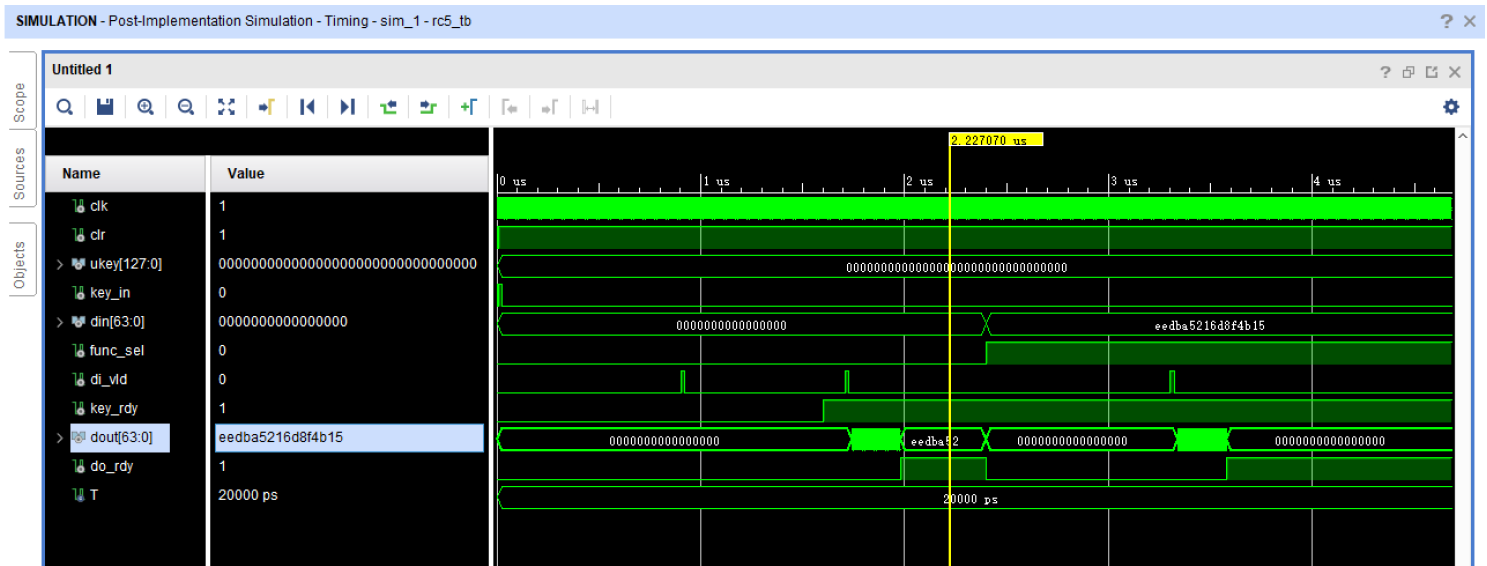 SIMULATION - Post-Implementation Simulation - Timing - sim_1 - rc5_tb
Scope
Sources
Objects
Untitled 1
2.227070 us
Name Value
0 us 1 us 2 us 3 us 4 us
clk 1
clr 1
ukey[127:0] 00000000000000000000000000000000 00000000000000000000000000000000
key_in 0
din[63:0] 0000000000000000 0000000000000000 eedba5216d8f4b15
func_sel 0
di_vld 0
key_rdy 1
dout[63:0] eedba5216d8f4b15 0000000000000000 eedba52 0000000000000000 0000000000000000
do_rdy 1
T 20000 ps 20000 ps